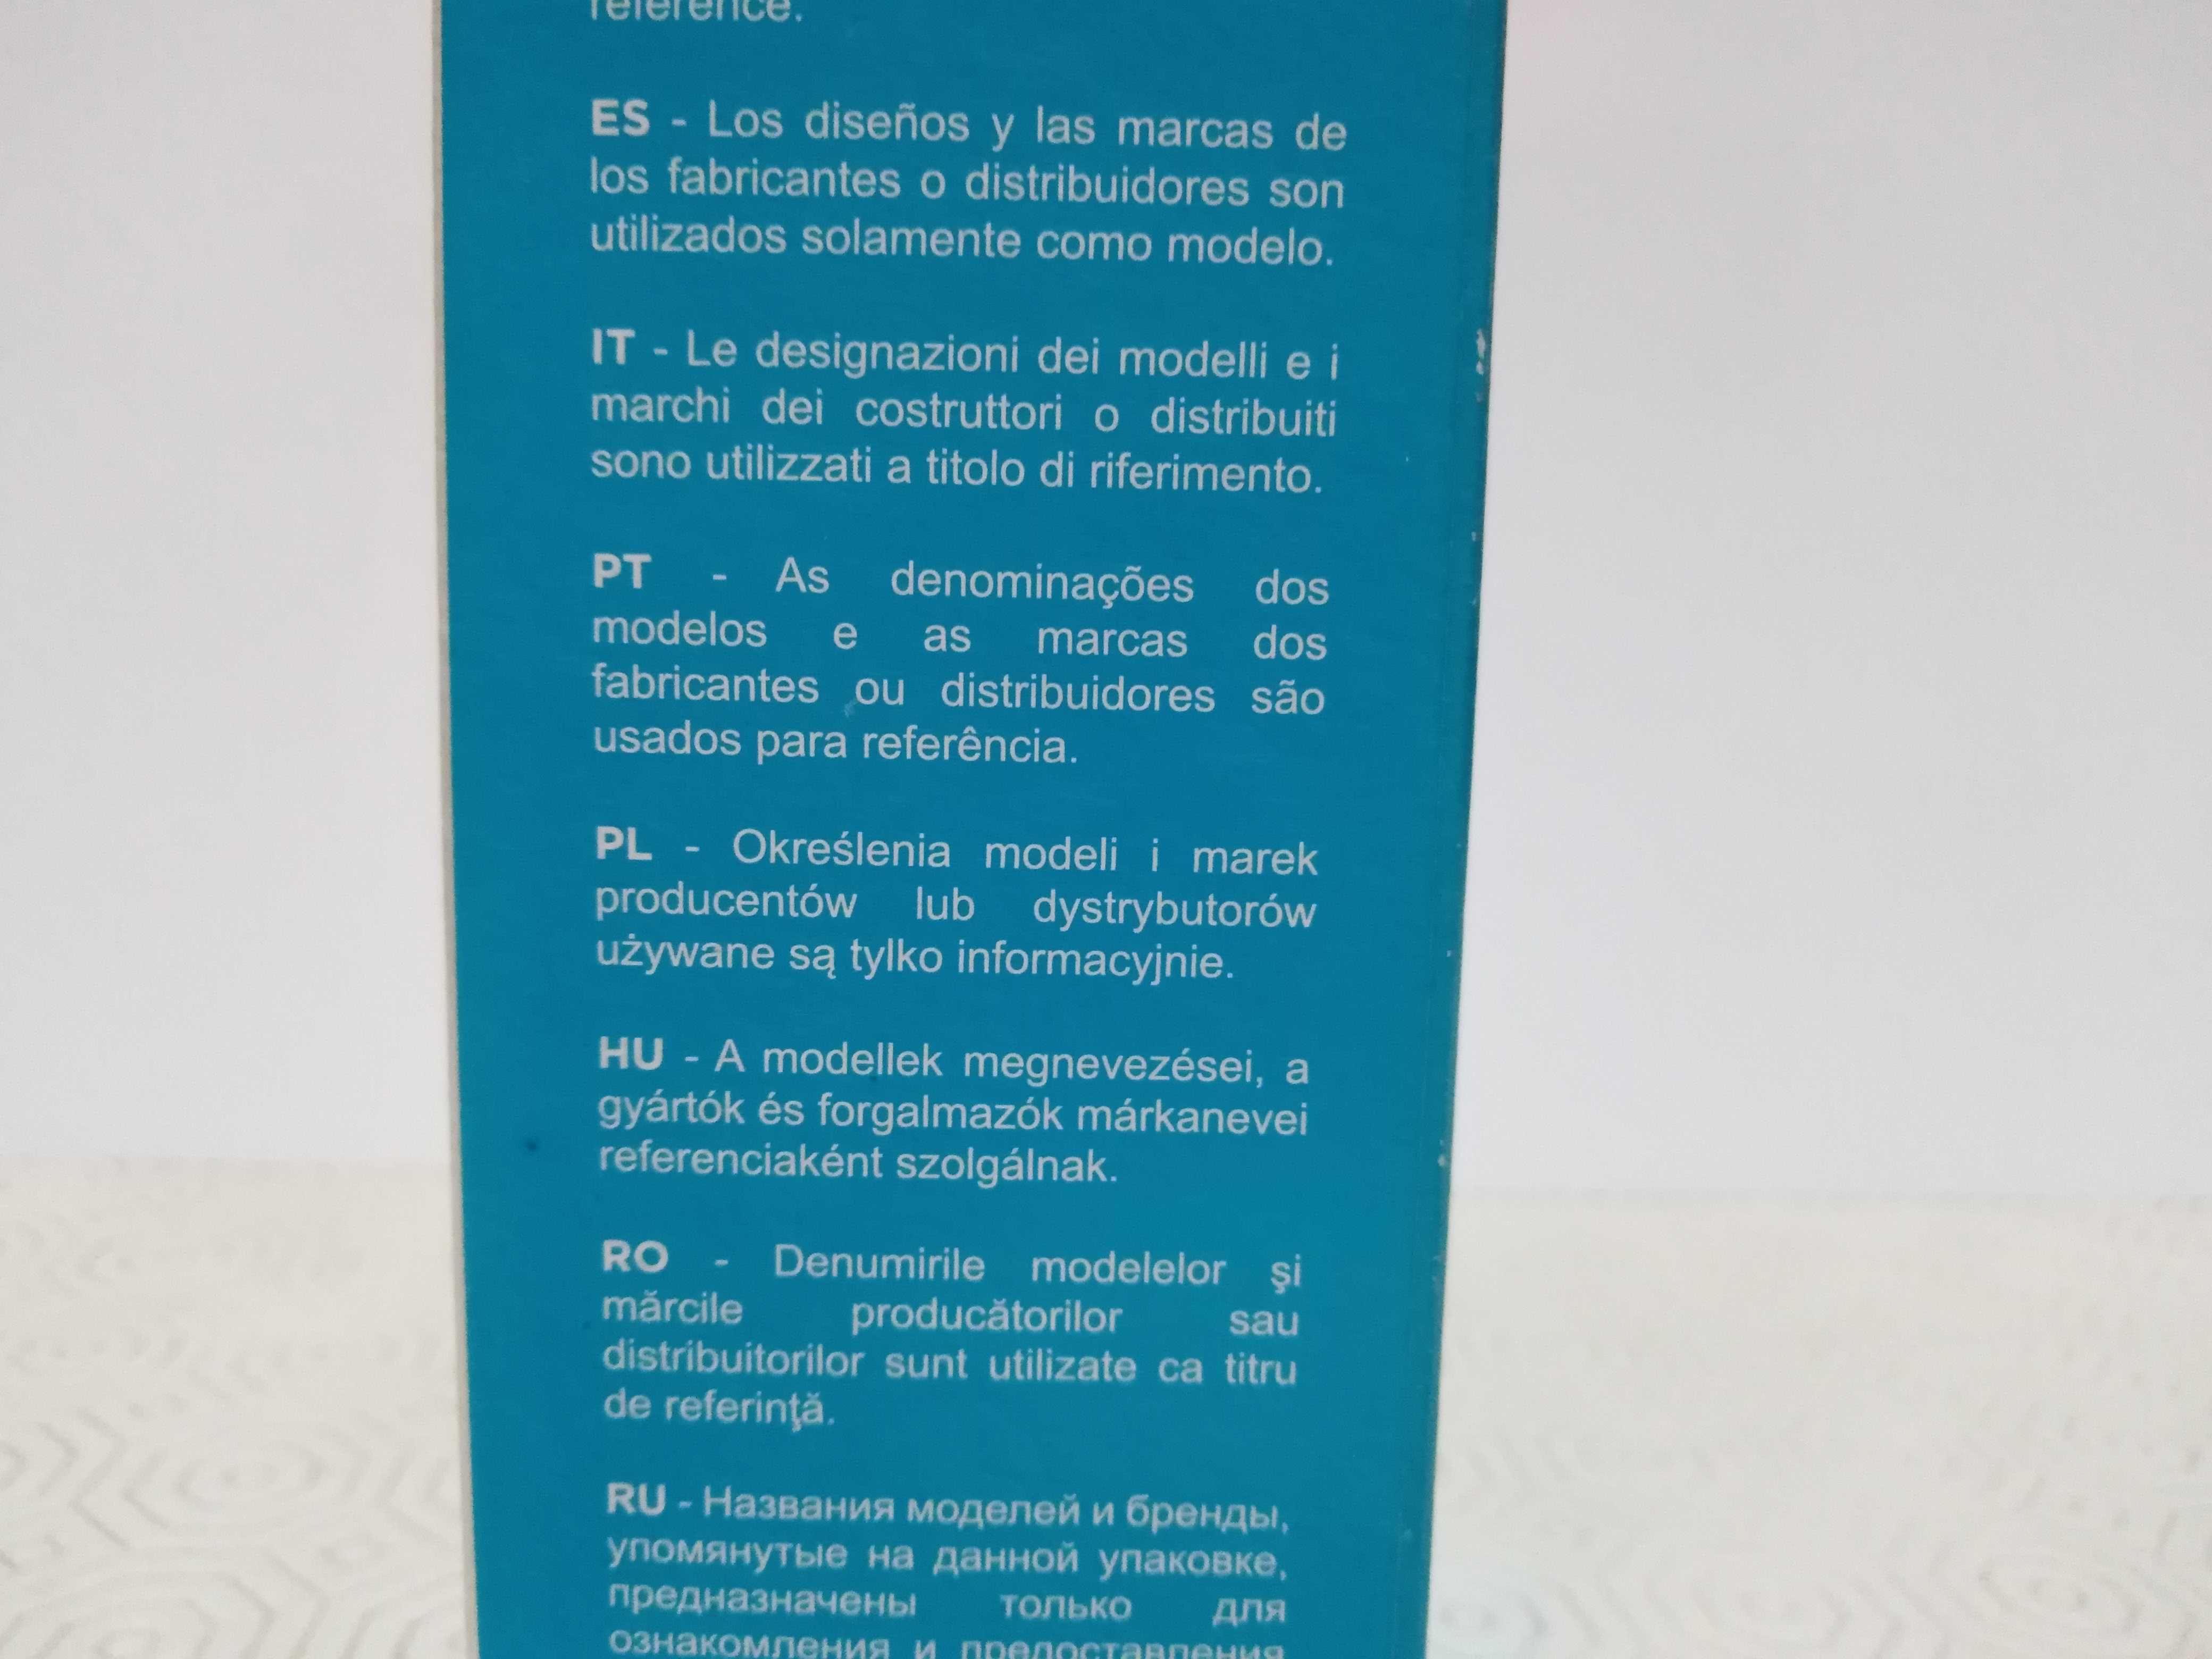 reference.
ES - Los diseños y las marcas de
los fabricantes o distribuidores son
utilizados solamente como modelo.
IT - Le designazioni dei modelli e i
marchi dei costruttori o distribuiti
sono utilizzati a titolo di riferimento.
PT - As denominações dos
modelos e as marcas dos
fabricantes ou distribuidores são
usados para referência.
PL - Określenia modeli i marek
producentów lub dystrybutorów
używane są tylko informacyjnie.
HU - A modellek megnevezései, a
gyártók és forgalmazók márkanevei
referenciaként szolgálnak.
RO - Denumirile modelelor şi
mărcile producătorilor sau
distribuitorilor sunt utilizate ca titru
de referinţă.
RU - Названия моделей и бренды,
упомянутые на данной упаковке,
предназначены только для
ознакомления и предоставления